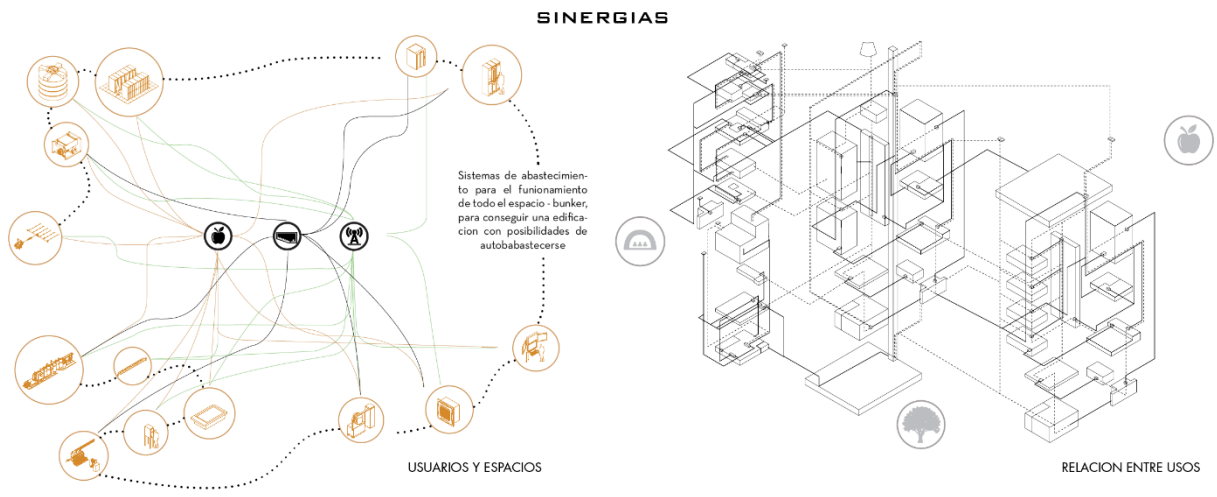 SINERGIAS
Sistemas de abastecimien-
to para el funionamiento
de todo el espacio - bunker,
para conseguir una edifica-
cion con posibilidades de
autobabastecerse
USUARIOS Y ESPACIOS
RELACION ENTRE USOS